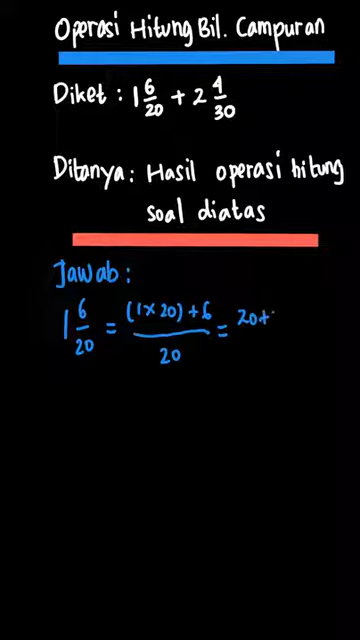 Operasi Hitung Bil. Campuran
Diket : 1 6/20 + 2 4/30
Ditanya : Hasil operasi hitung
soal diatas
Jawab :
1 6/20 = (1 x 20) + 6 / 20 = 20+